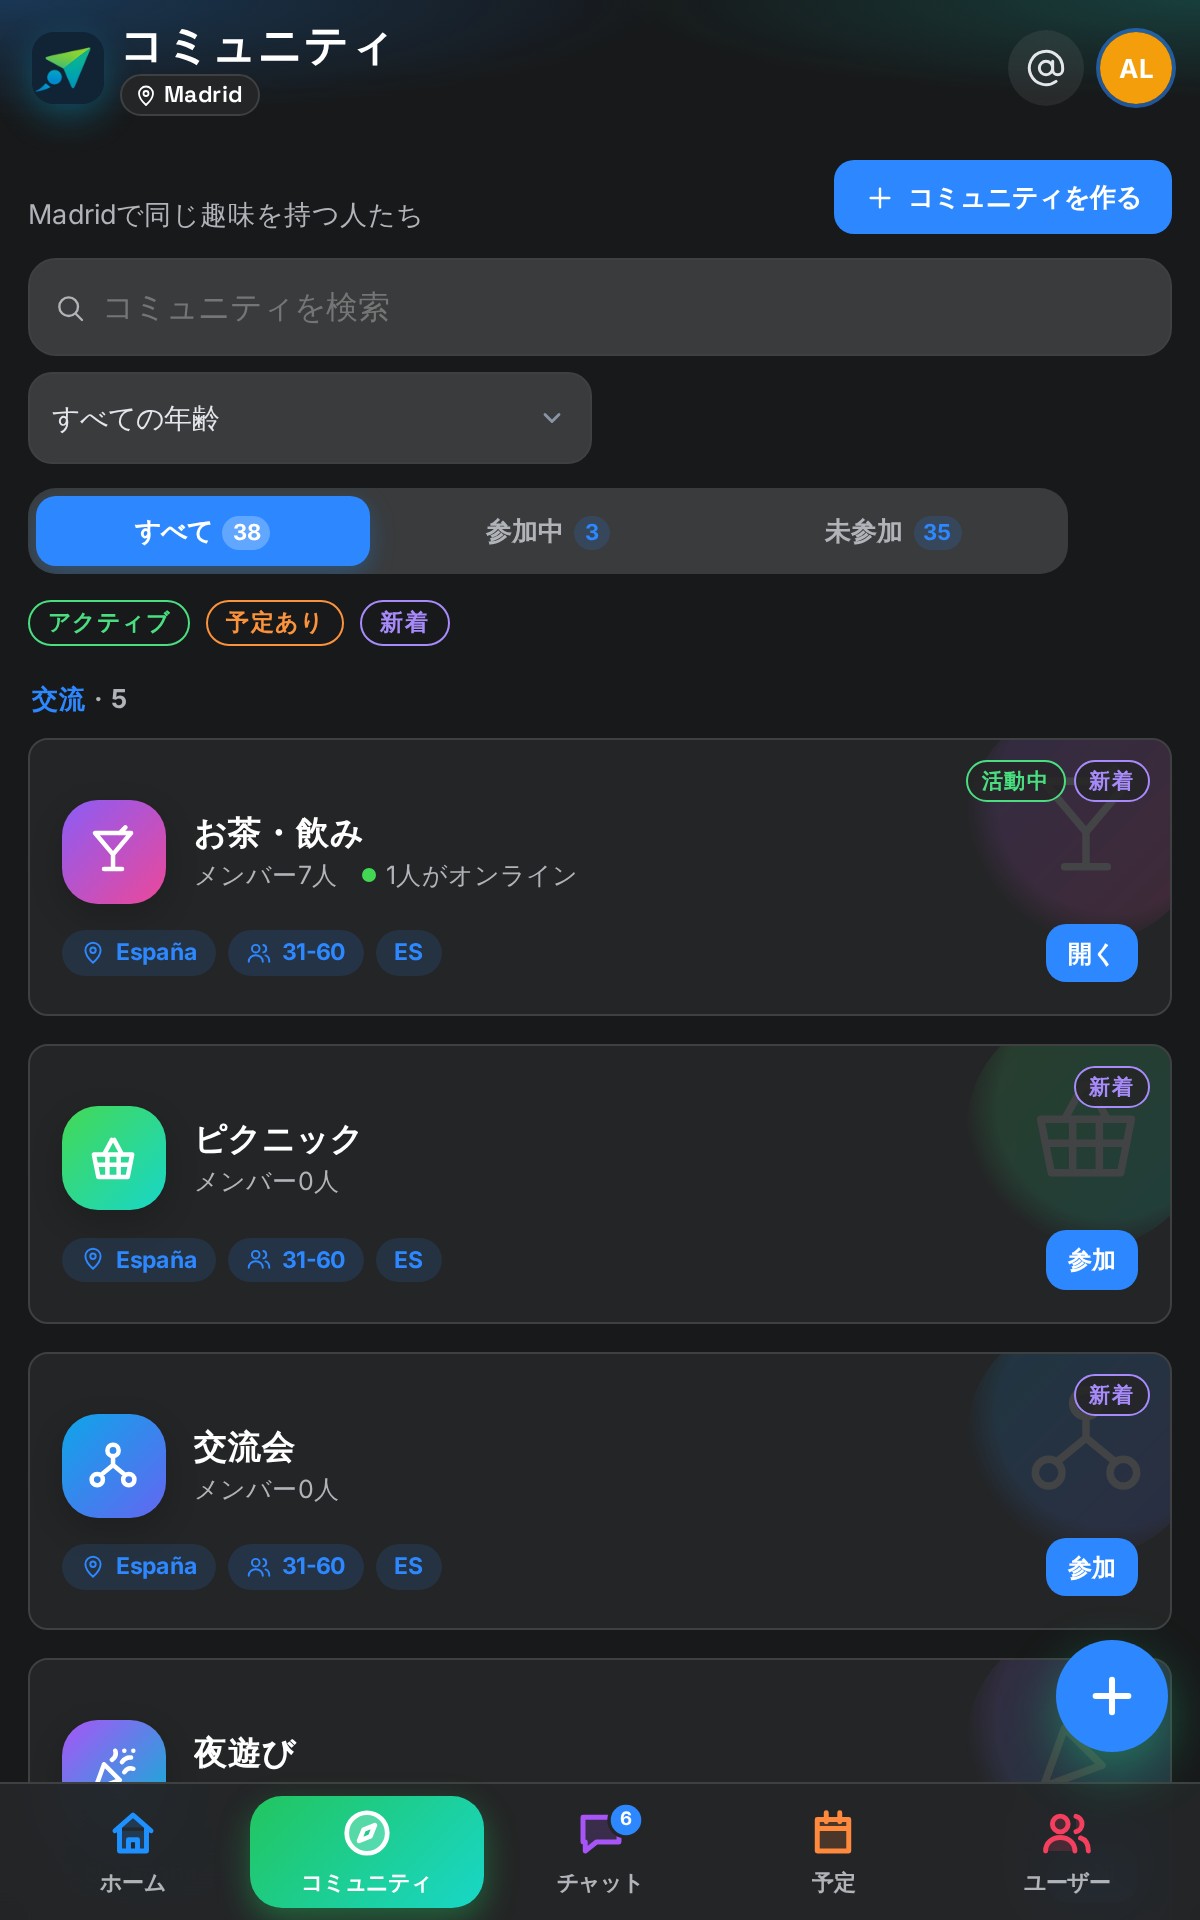 コミュニティ
Madrid
AL
Madridで同じ趣味を持つ人たち
コミュニティを作る
コミュニティを検索
すべての年齢
すべて 38 参加中 3 未参加 35
アクティブ 予定あり 新着
交流 · 5
活動中 新着
お茶・飲み
メンバー7人 1人がオンライン
España 31-60 ES 開く
新着
ピクニック
メンバー0人
España 31-60 ES 参加
新着
交流会
メンバー0人
España 31-60 ES 参加
夜遊び
6
ホーム コミュニティ チャット 予定 ユーザー